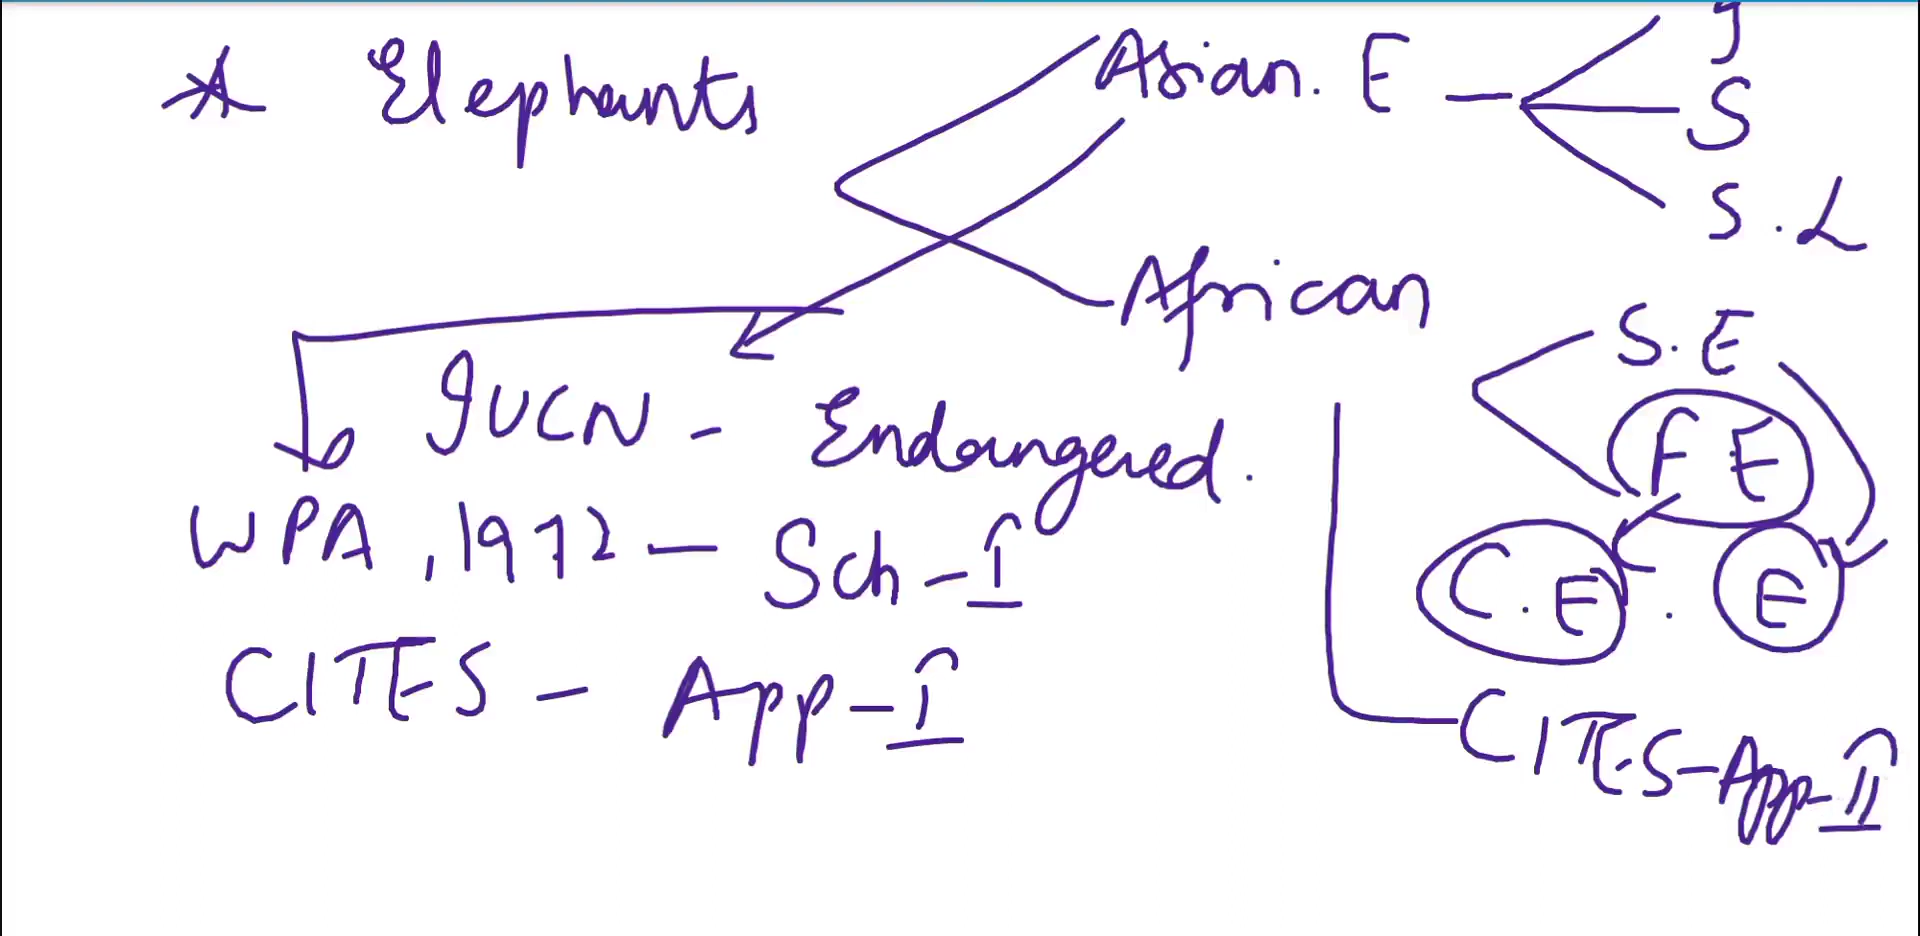 * Elephants
Asian. E –
I
S
S.L
African
S.E
F E
C.E.
E
CITES – App – II
IUCN – Endangered.
WPA, 1972 – Sch – I
CITES – App – I